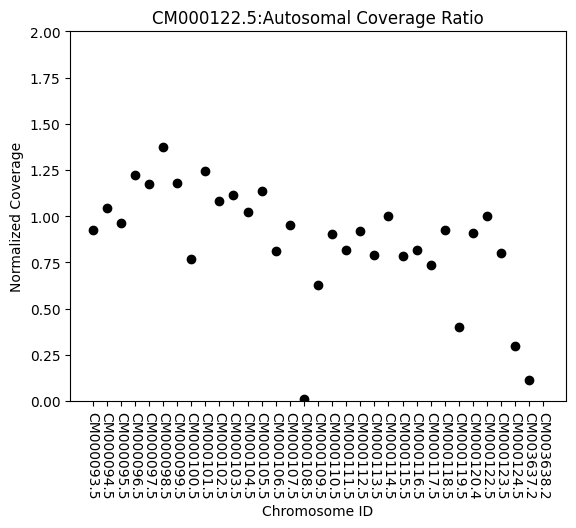 CM000122.5:Autosomal Coverage Ratio
Normalized Coverage
2.00
1.75
1.50
1.25
1.00
0.75
0.50
0.25
0.00
CM000093.5
CM000094.5
CM000095.5
CM000096.5
CM000097.5
CM000098.5
CM000099.5
CM000100.5
CM000101.5
CM000102.5
CM000103.5
CM000104.5
CM000105.5
CM000106.5
CM000107.5
CM000108.5
CM000109.5
CM000110.5
CM000111.5
CM000112.5
CM000113.5
CM000114.5
CM000115.5
CM000116.5
CM000117.5
CM000118.5
CM000119.5
CM000120.4
CM000122.5
CM000123.5
CM000124.5
CM003637.2
CM003638.2
Chromosome ID